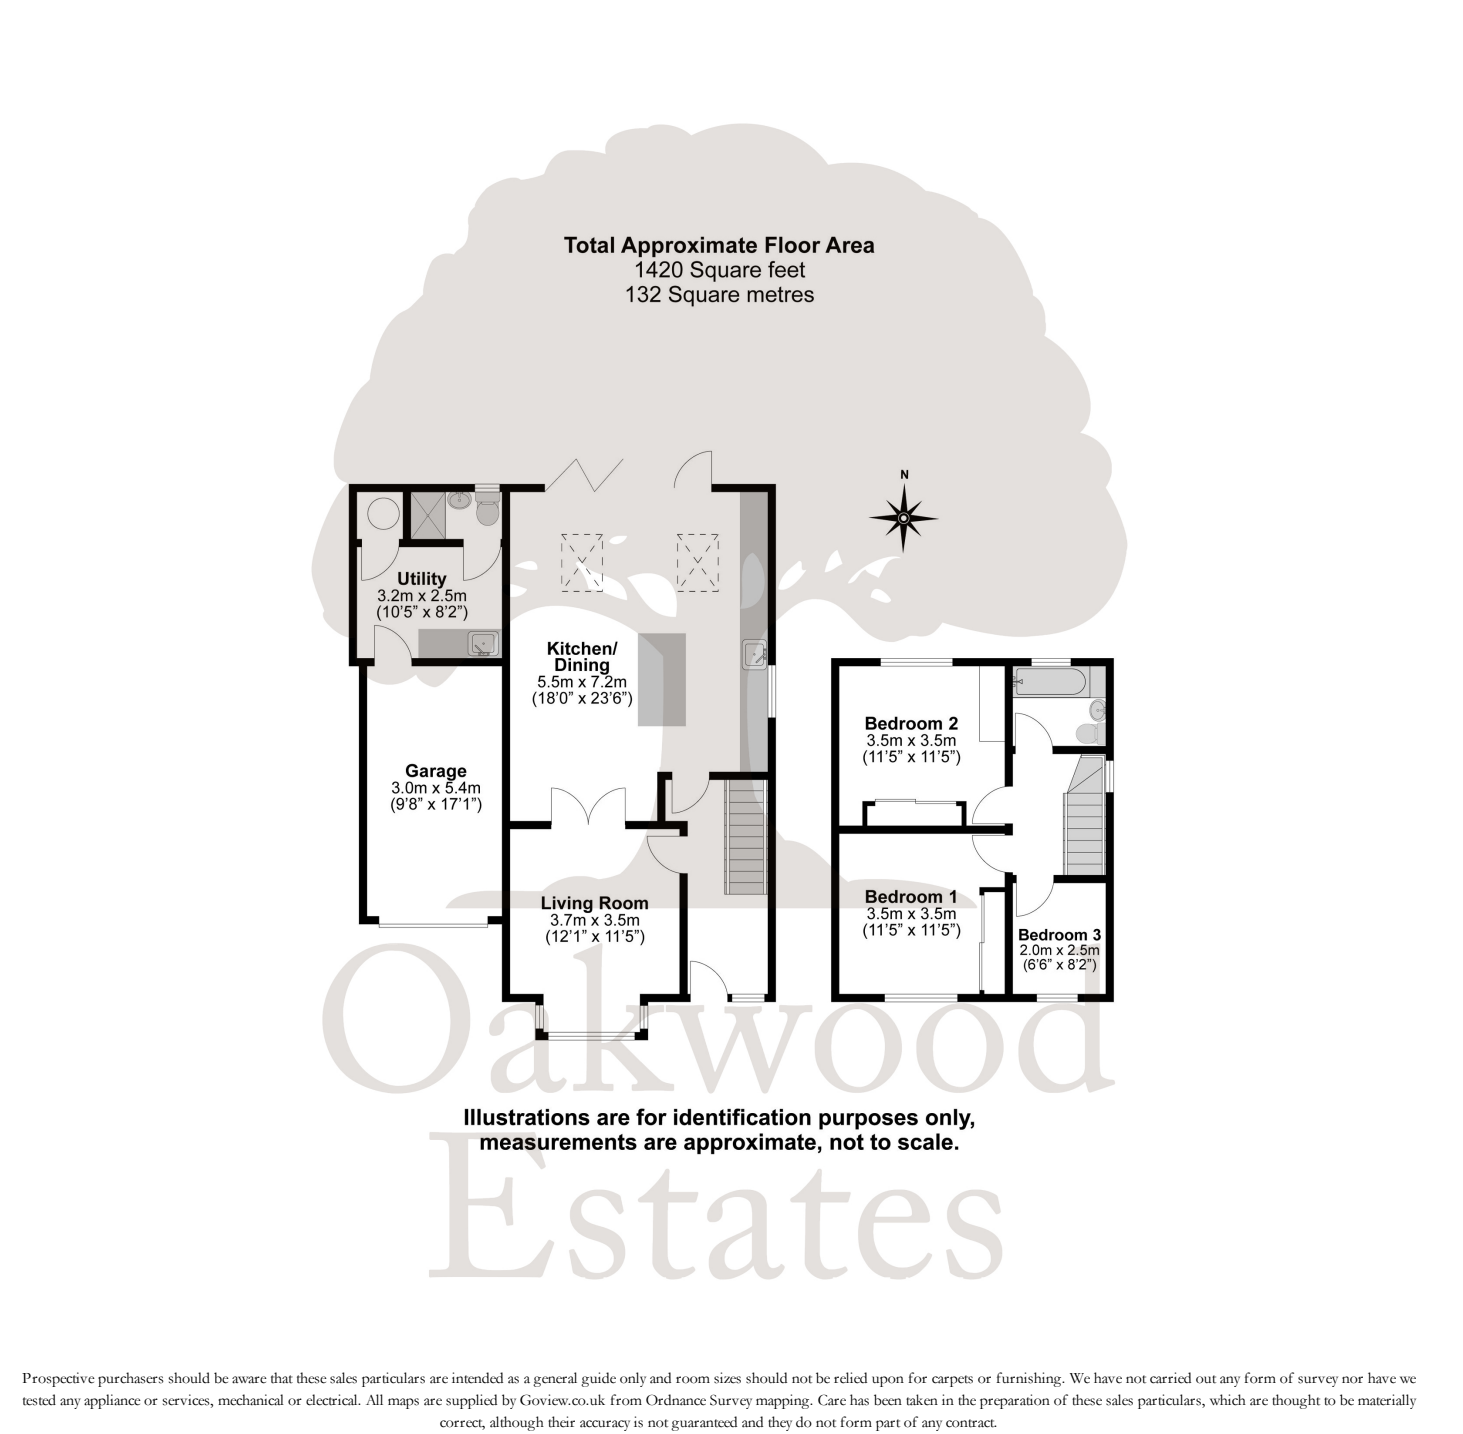 Total Approximate Floor Area
1420 Square feet
132 Square metres
N
Utility
3.2m x 2.5m
(10'5" x 8'2")
Kitchen/
Dining
5.5m x 7.2m
(18'0" x 23'6")
Garage
3.0m x 5.4m
(9'8" x 17'1")
Living Room
3.7m x 3.5m
(12'1" x 11'5")
Bedroom 2
3.5m x 3.5m
(11'5" x 11'5")
Bedroom 1
3.5m x 3.5m
(11'5" x 11'5")
Bedroom 3
2.0m x 2.5m
(6'6" x 8'2")
Oakwood
Illustrations are for identification purposes only,
measurements are approximate, not to scale.
Estates
Prospective purchasers should be aware that these sales particulars are intended as a general guide only and room sizes should not be relied upon for carpets or furnishing. We have not carried out any form of survey nor have we
tested any appliance or services, mechanical or electrical. All maps are supplied by Goview.co.uk from Ordnance Survey mapping. Care has been taken in the preparation of these sales particulars, which are thought to be materially
correct, although their accuracy is not guaranteed and they do not form part of any contract.